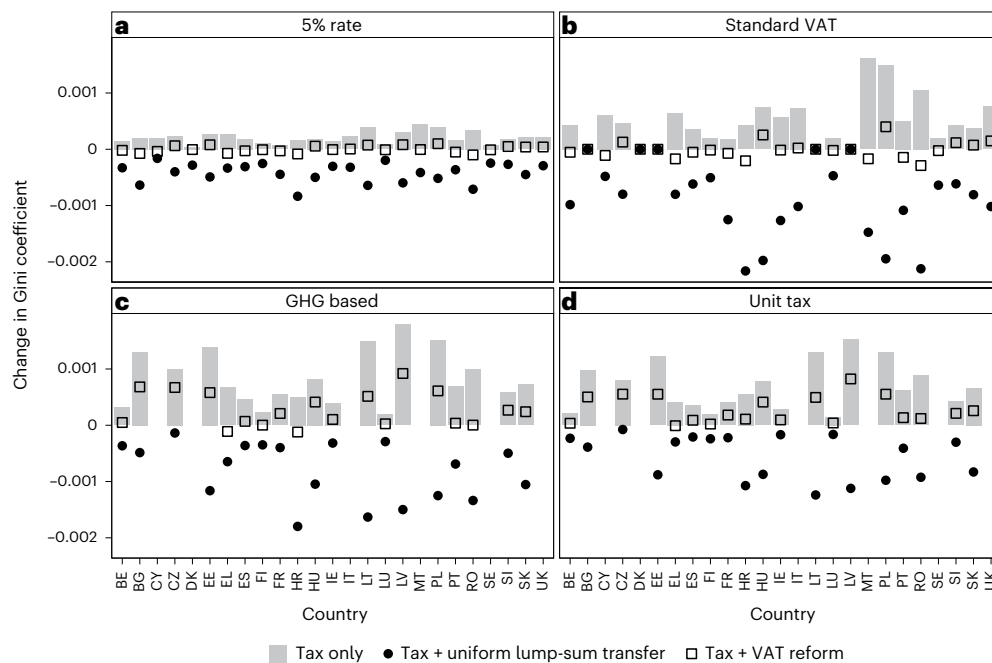 a 5% rate
b Standard VAT
Change in Gini coefficient
0.001
0
–0.001
–0.002
c GHG based
d Unit tax
0.001
0
–0.001
–0.002
BE BG CY CZ DK EE EL ES FI FR HR HU IE IT LT LU LV MT PL PT RO SE SI SK UK
BE BG CY CZ DK EE EL ES FI FR HR HU IE IT LT LU LV MT PL PT RO SE SI SK UK
Country
Country
Tax only Tax + uniform lump-sum transfer Tax + VAT reform